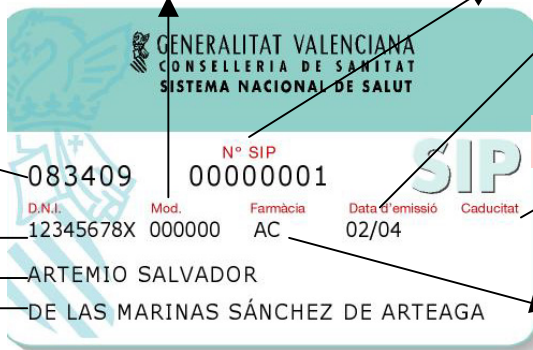 GENERALITAT VALENCIANA
CONSELLERIA DE SANITAT
SISTEMA NACIONAL DE SALUT
Nº SIP
SIP
083409 00000001
D.N.I. Mod. Farmàcia Data d'emissió Caducitat
12345678X 000000 AC 02/04
ARTEMIO SALVADOR
DE LAS MARINAS SÁNCHEZ DE ARTEAGA